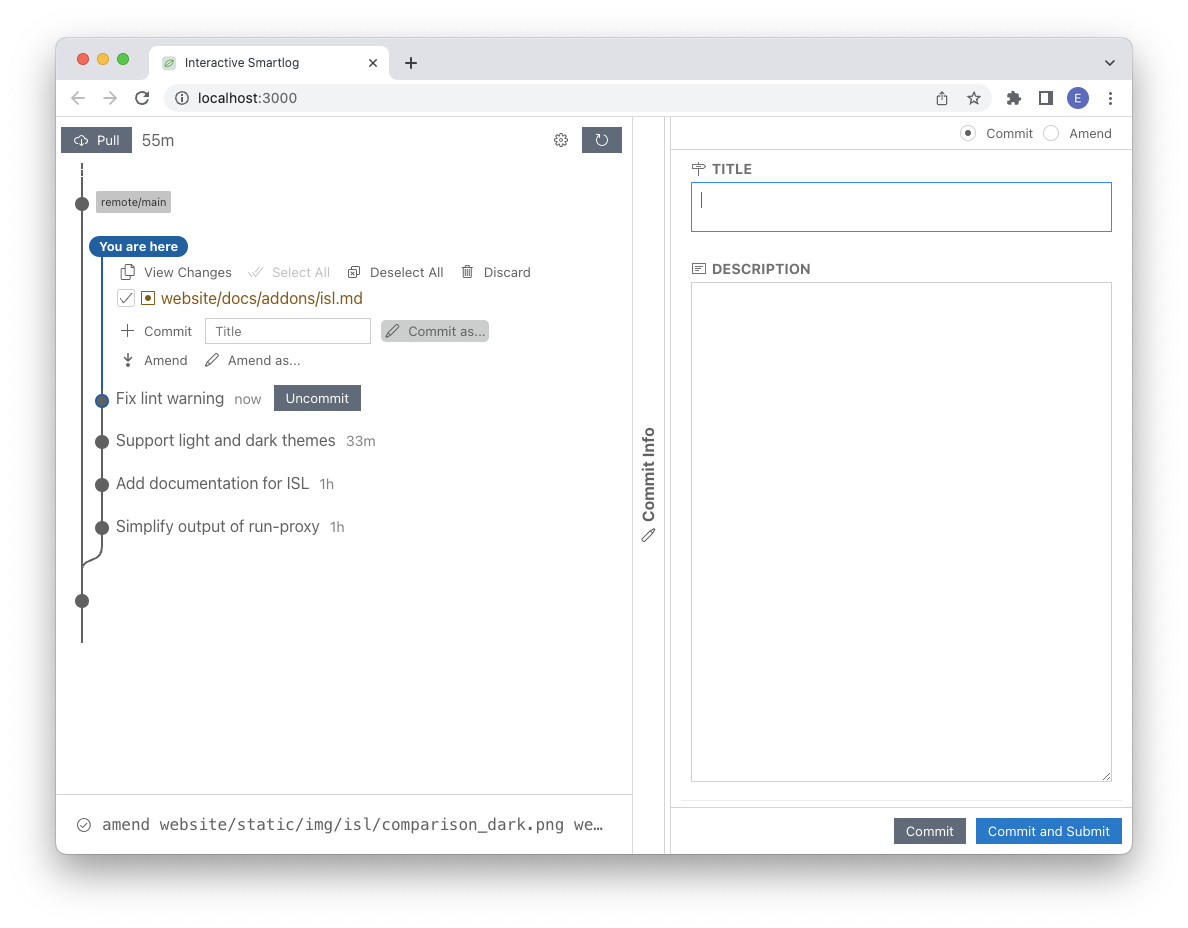 Interactive Smartlog
localhost:3000
E
Pull 55m
Commit Amend
remote/main
TITLE
You are here
View Changes Select All Deselect All Discard
website/docs/addons/isl.md
Commit Title Commit as...
Amend Amend as...
Fix lint warning now Uncommit
Support light and dark themes 33m
Add documentation for ISL 1h
Simplify output of run-proxy 1h
Commit Info
DESCRIPTION
amend website/static/img/isl/comparison_dark.png we…
Commit Commit and Submit